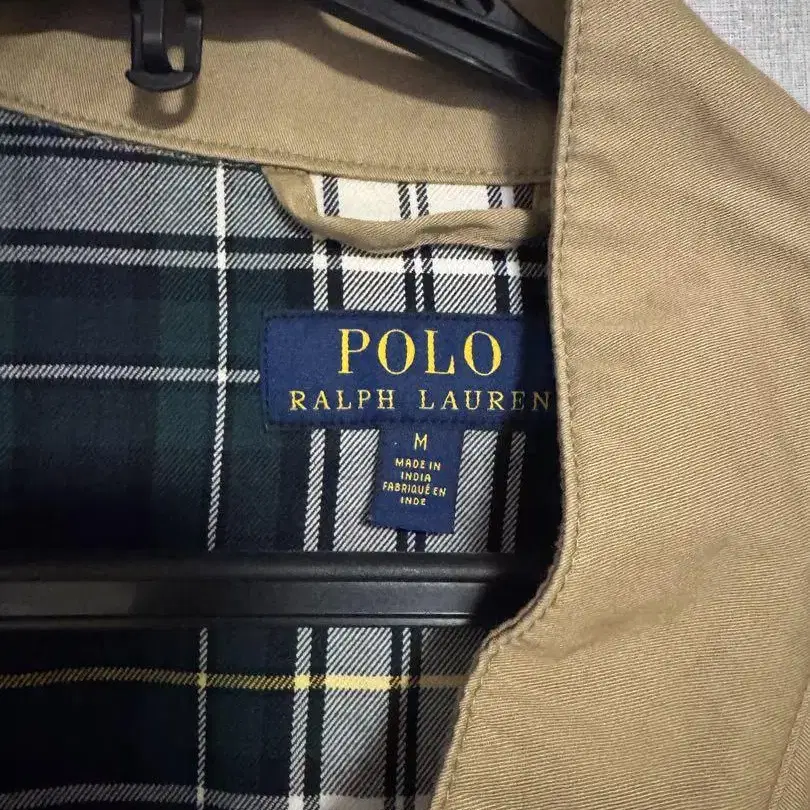 POLO
RALPH LAUREN
M
MADE IN
INDIA
FABRIQUÉ EN
INDE